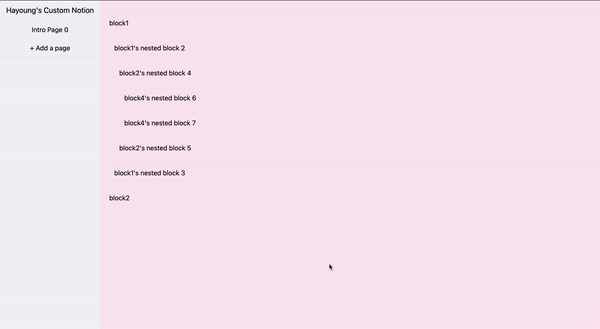 Hayoung's Custom Notion
Intro Page 0
+ Add a page
block1
block1's nested block 2
block2's nested block 4
block4's nested block 6
block4's nested block 7
block2's nested block 5
block1's nested block 3
block2